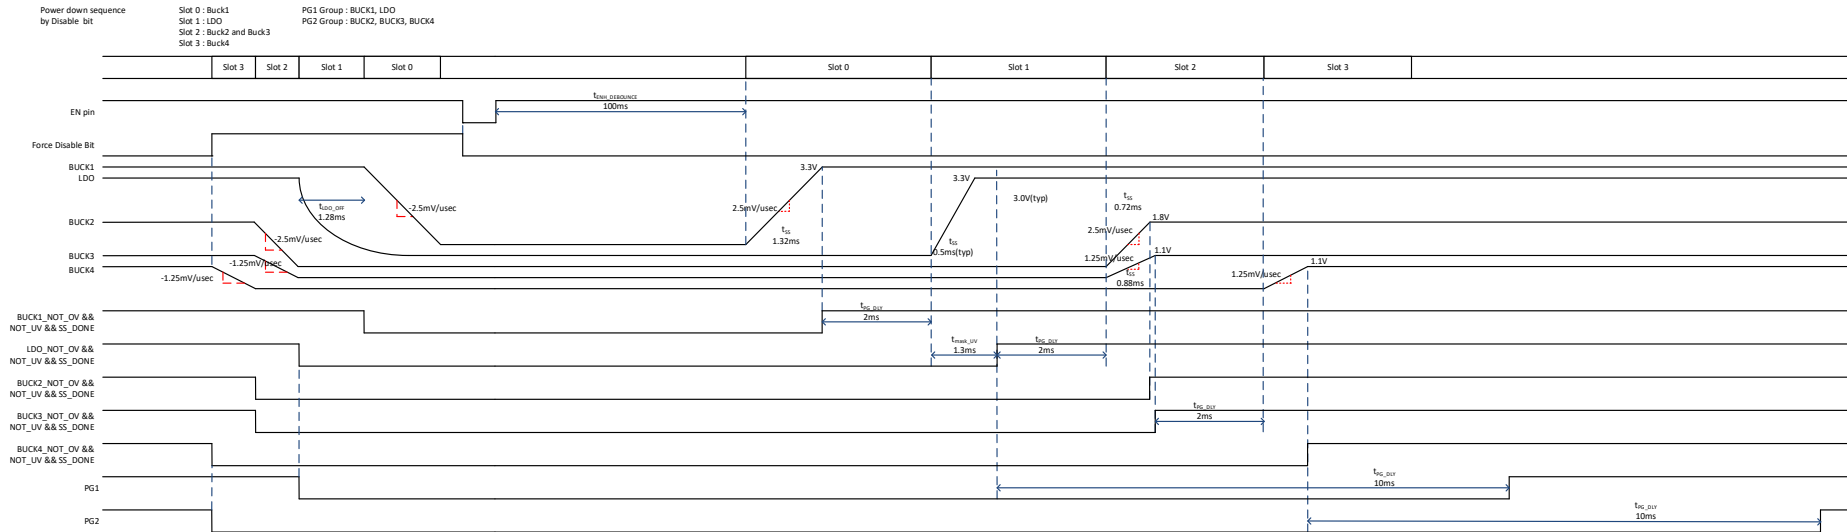 Power down sequence
by Disable bit
Slot 0 : Buck1
Slot 1 : LDO
Slot 2 : Buck2 and Buck3
Slot 3 : Buck4
PG1 Group : BUCK1, LDO
PG2 Group : BUCK2, BUCK3, BUCK4
Slot 3 Slot 2 Slot 1 Slot 0 Slot 0 Slot 1 Slot 2 Slot 3
EN pin
tENH_DEBOUNCE
100ms
Force Disable Bit
BUCK1
LDO
BUCK2
BUCK3
BUCK4
tLDO_OFF
1.28ms
-2.5mV/usec
-2.5mV/usec
-1.25mV/usec
-1.25mV/usec
3.3V
2.5mV/usec
tSS
1.32ms
3.3V
tSS
0.5ms(typ)
3.0V(typ)
tSS
0.72ms
1.8V
2.5mV/usec
1.1V
1.25mV/usec
tSS
0.88ms
1.1V
1.25mV/usec
BUCK1_NOT_OV &&
NOT_UV && SS_DONE
tPG_DLY
2ms
LDO_NOT_OV &&
NOT_UV && SS_DONE
tmask_UV
1.3ms
tPG_DLY
2ms
BUCK2_NOT_OV &&
NOT_UV && SS_DONE
BUCK3_NOT_OV &&
NOT_UV && SS_DONE
tPG_DLY
2ms
BUCK4_NOT_OV &&
NOT_UV && SS_DONE
PG1
tPG_DLY
10ms
PG2
tPG_DLY
10ms